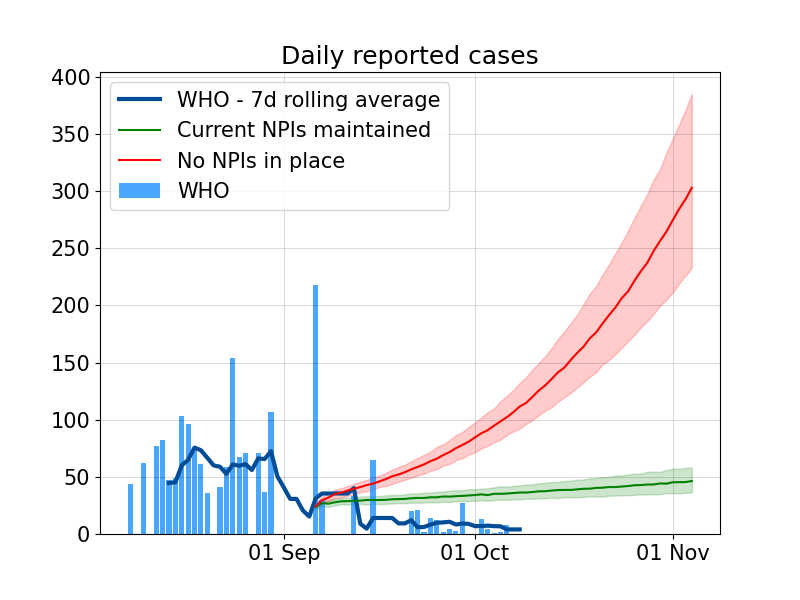 Daily reported cases
400
350
300
250
200
150
100
50
0
WHO - 7d rolling average
Current NPIs maintained
No NPIs in place
WHO
01 Sep
01 Oct
01 Nov